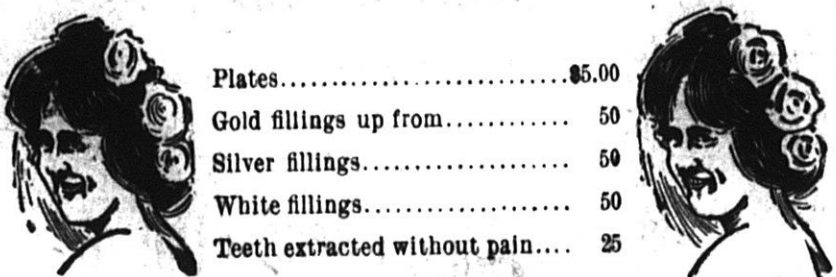 Plates..............................$5.00
Gold fillings up from............ 50
Silver fillings.................... 50
White fillings.................... 50
Teeth extracted without pain.... 25